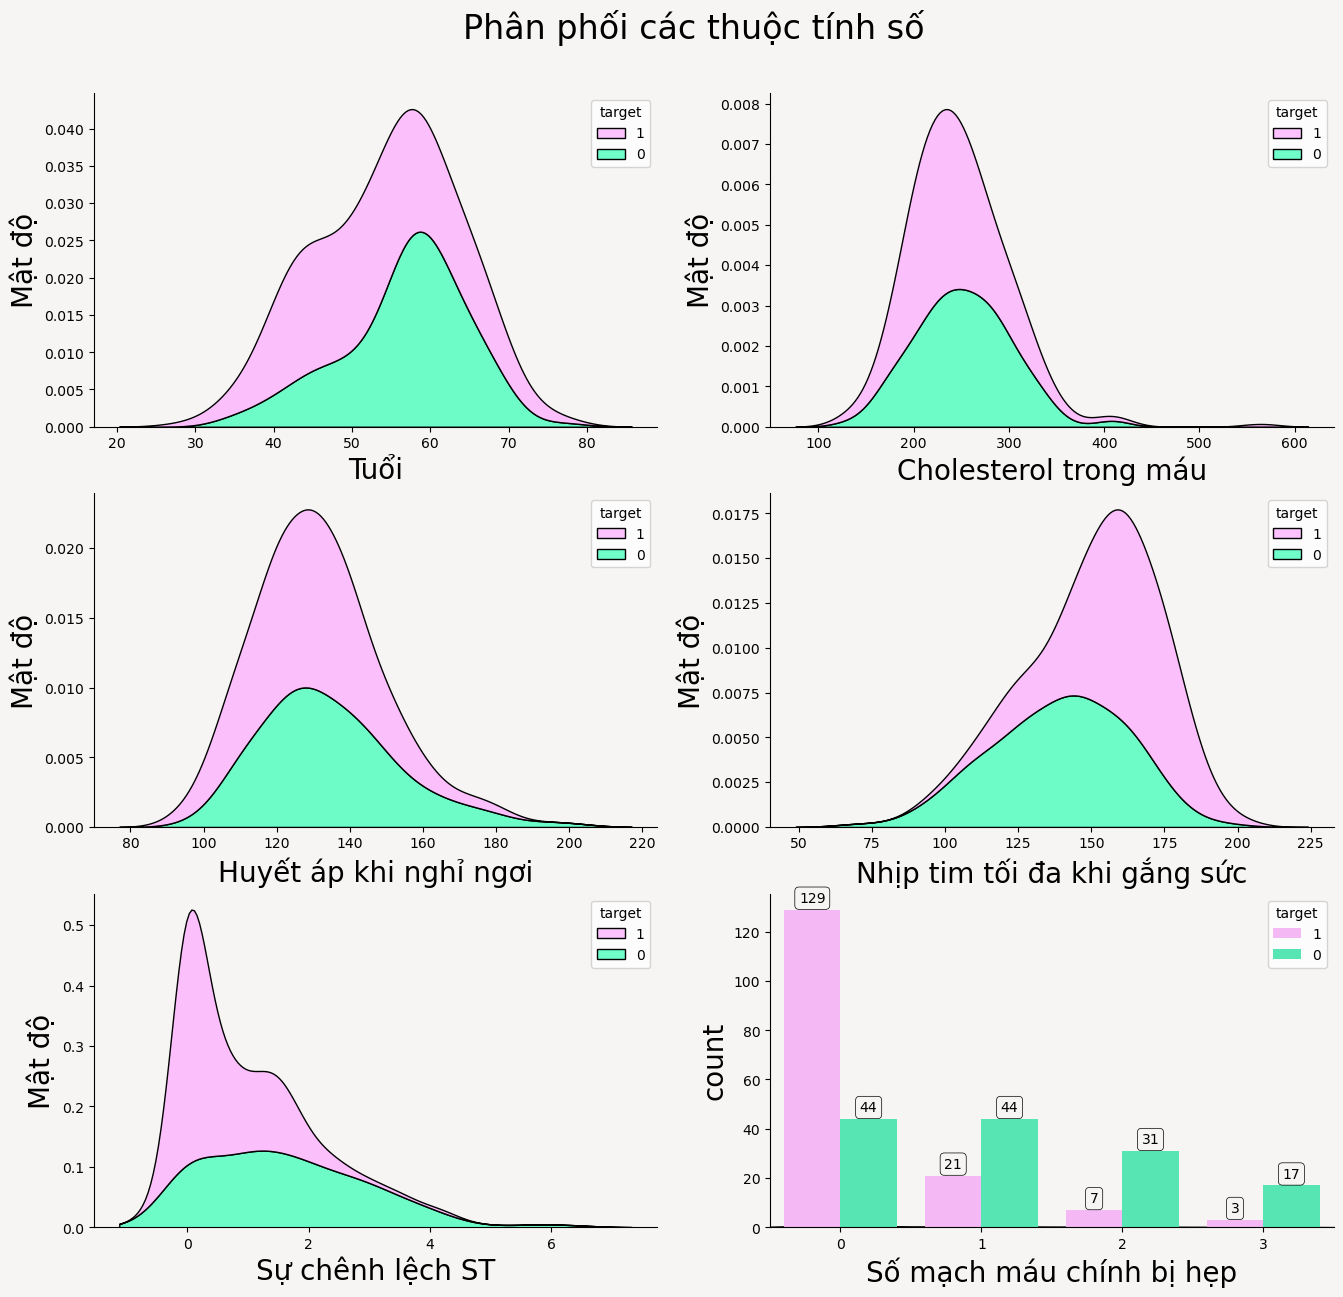 Phân phối các thuộc tính số
target
1
0
0.040
0.035
0.030
0.025
0.020
0.015
0.010
0.005
0.000
Mật độ
20 30 40 50 60 70 80
Tuổi
target
1
0
0.008
0.007
0.006
0.005
0.004
0.003
0.002
0.001
0.000
Mật độ
100 200 300 400 500 600
Cholesterol trong máu
target
1
0
0.020
0.015
0.010
0.005
0.000
Mật độ
80 100 120 140 160 180 200 220
Huyết áp khi nghỉ ngơi
target
1
0
0.0175
0.0150
0.0125
0.0100
0.0075
0.0050
0.0025
0.0000
Mật độ
50 75 100 125 150 175 200 225
Nhịp tim tối đa khi gắng sức
target
1
0
0.5
0.4
0.3
0.2
0.1
0.0
Mật độ
0 2 4 6
Sự chênh lệch ST
target
1
0
120
100
80
60
40
20
0
count
129
44
21
44
7
31
3
17
0 1 2 3
Số mạch máu chính bị hẹp